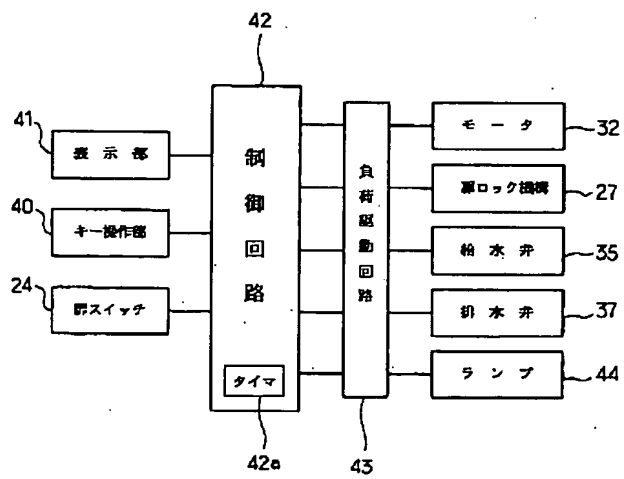 42
41
表示部
40
キー操作部
24
扉スイッチ
制御回路
タイマ
42a
負荷駆動回路
43
モータ
32
扉ロック機構
27
給水弁
35
排水弁
37
ランプ
44